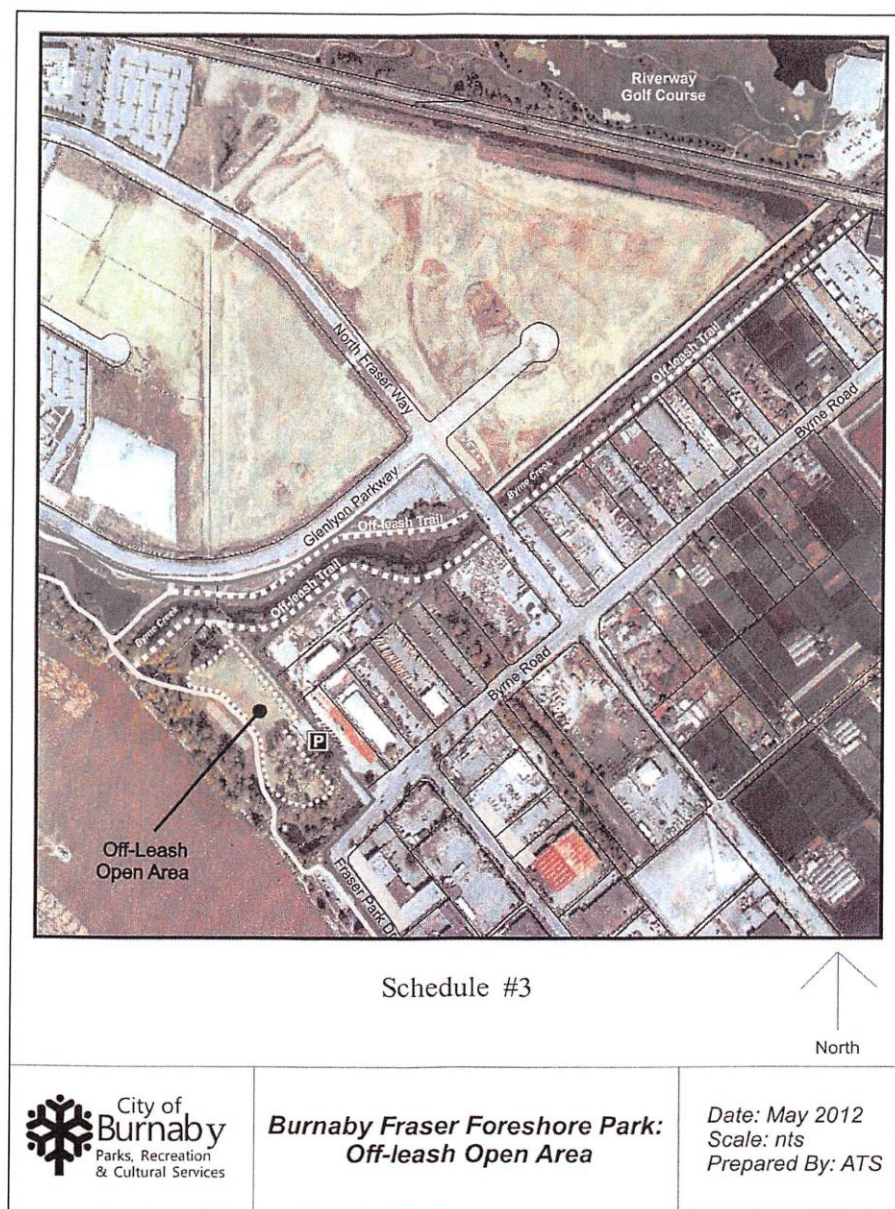 Riverway
Golf Course
North Fraser Way
Off-leash Trail
Byrne Road
Byrne Creek
Glenlyon Parkway
Off-leash Trail
Off-leash Trail
Byrne Creek
Byrne Road
P
Off-Leash
Open Area
Fraser Park D
Schedule #3
North
City of
Burnaby
Parks, Recreation
& Cultural Services
Burnaby Fraser Foreshore Park:
Off-leash Open Area
Date: May 2012
Scale: nts
Prepared By: ATS